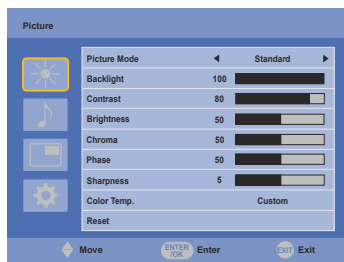 Picture
Picture Mode Standard
Backlight 100
Contrast 80
Brightness 50
Chroma 50
Phase 50
Sharpness 5
Color Temp. Custom
Reset
Move ENTER /OK Enter EXIT Exit